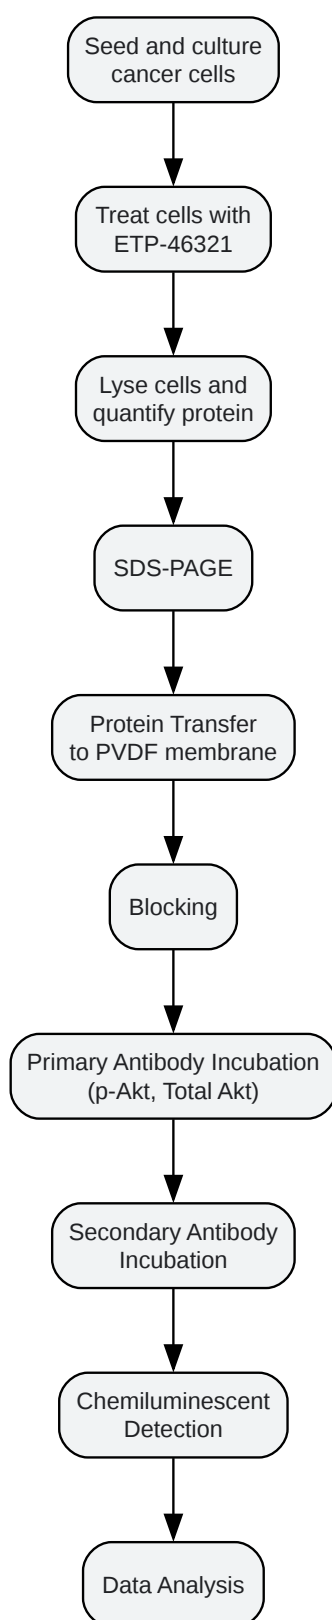 Seed and culture
cancer cells
Treat cells with
ETP-46321
Lyse cells and
quantify protein
SDS-PAGE
Protein Transfer
to PVDF membrane
Blocking
Primary Antibody Incubation
(p-Akt, Total Akt)
Secondary Antibody
Incubation
Chemiluminescent
Detection
Data Analysis